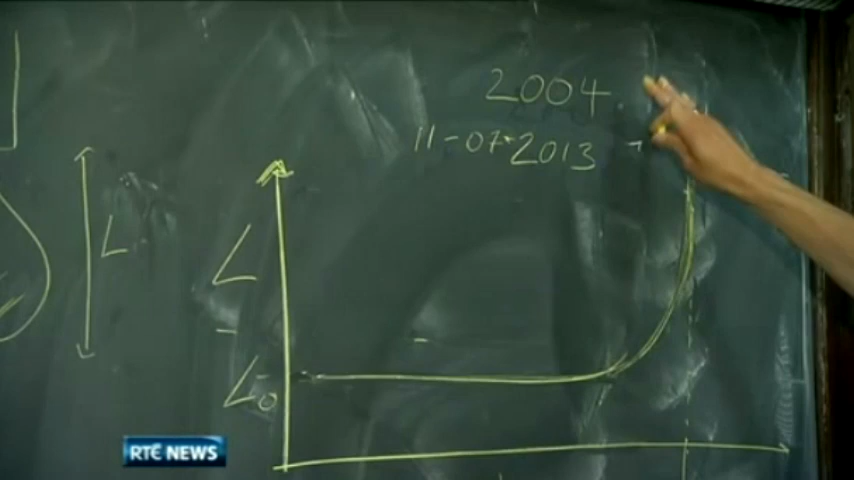 2004.
11-07-2013 -
L
L
-
L₀
RTÉ NEWS